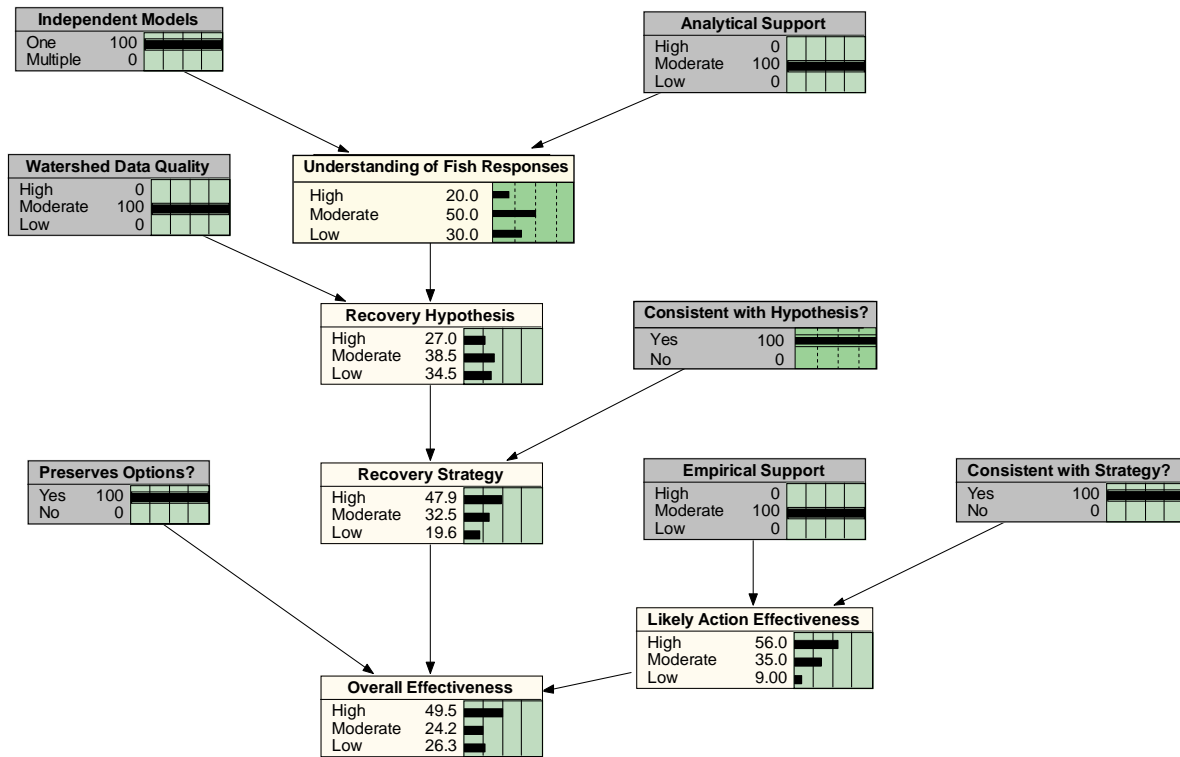 Independent Models
One 100
Multiple 0
Analytical Support
High 0
Moderate 100
Low 0
Watershed Data Quality
High 0
Moderate 100
Low 0
Understanding of Fish Responses
High 20.0
Moderate 50.0
Low 30.0
Recovery Hypothesis
High 27.0
Moderate 38.5
Low 34.5
Consistent with Hypothesis?
Yes 100
No 0
Preserves Options?
Yes 100
No 0
Recovery Strategy
High 47.9
Moderate 32.5
Low 19.6
Empirical Support
High 0
Moderate 100
Low 0
Consistent with Strategy?
Yes 100
No 0
Likely Action Effectiveness
High 56.0
Moderate 35.0
Low 9.00
Overall Effectiveness
High 49.5
Moderate 24.2
Low 26.3